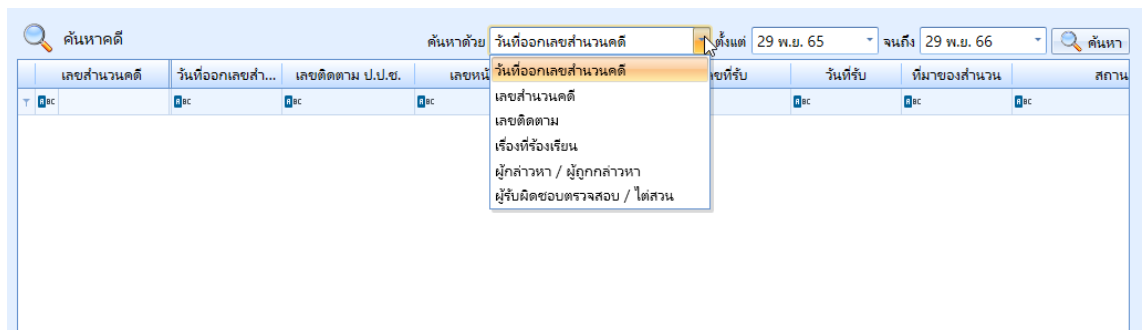 ค้นหาคดี
ค้นหาด้วย วันที่ออกเลขสำนวนคดี ตั้งแต่ 29 พ.ย. 65 จนถึง 29 พ.ย. 66 ค้นหา
เลขสำนวนคดี วันที่ออกเลขสำ... เลขติดตาม ป.ป.ช. เลขหนั ขที่รับ วันที่รับ ที่มาของสำนวน สถาน
วันที่ออกเลขสำนวนคดี
เลขสำนวนคดี
เลขติดตาม
เรื่องที่ร้องเรียน
ผู้กล่าวหา / ผู้ถูกกล่าวหา
ผู้รับผิดชอบตรวจสอบ / ไต่สวน